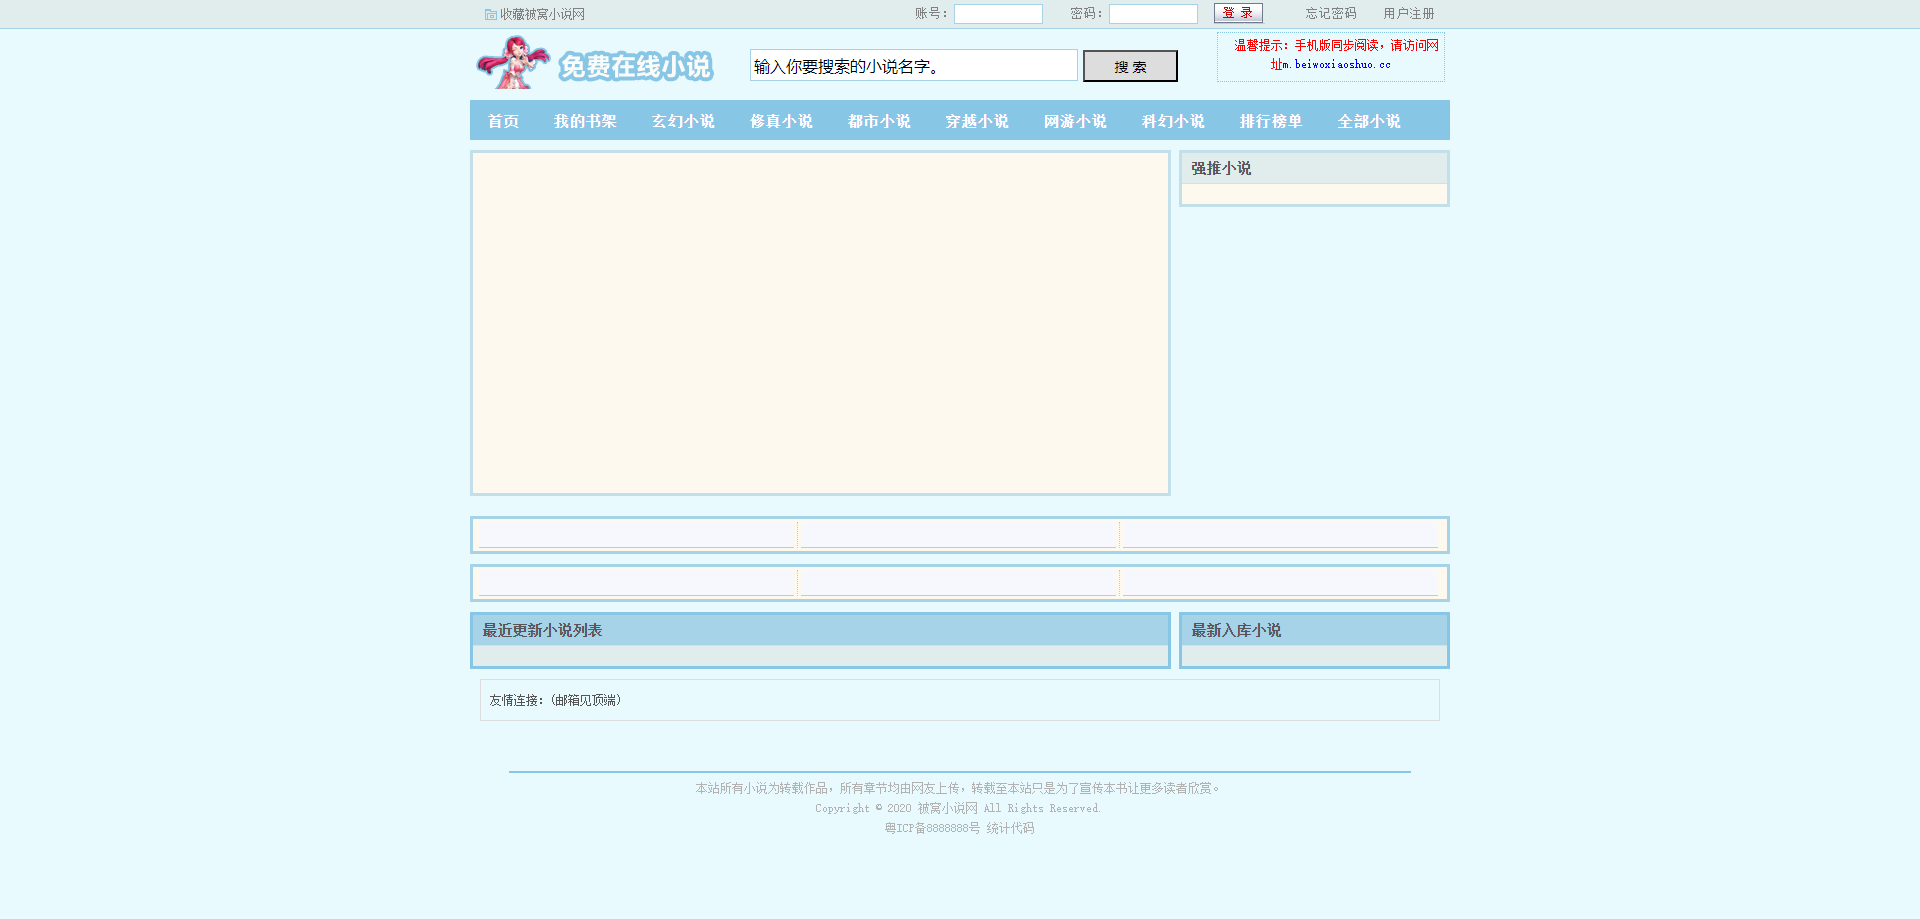 收藏被窝小说网 账号： 密码： 登 录 忘记密码 用户注册
免费在线小说
输入你要搜索的小说名字。 搜 索
温馨提示：手机版同步阅读，请访问网
址m.beiwoxiaoshuo.cc
首页 我的书架 玄幻小说 修真小说 都市小说 穿越小说 网游小说 科幻小说 排行榜单 全部小说
强推小说
最近更新小说列表 最新入库小说
友情连接：(邮箱见顶端)
本站所有小说为转载作品，所有章节均由网友上传，转载至本站只是为了宣传本书让更多读者欣赏。
Copyright © 2020 被窝小说网 All Rights Reserved.
粤ICP备8888888号 统计代码